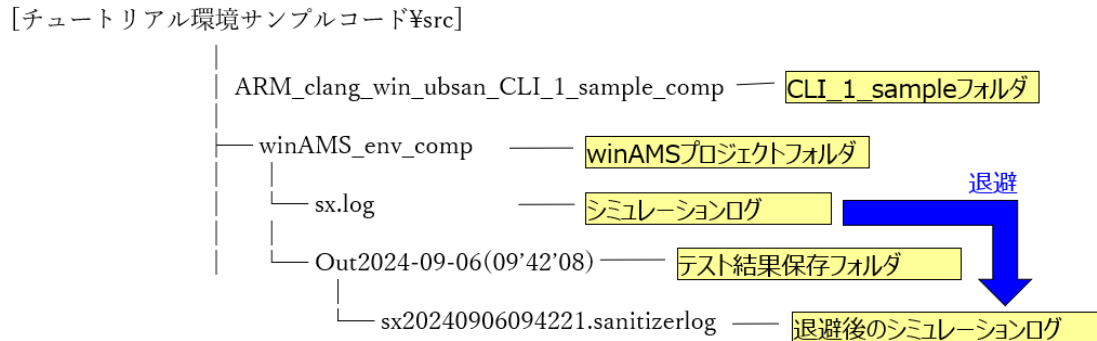 [チュートリアル環境サンプルコード¥src]
ARM_clang_win_ubsan_CLI_1_sample_comp CLI_1_sampleフォルダ
winAMS_env_comp winAMSプロジェクトフォルダ
退避
sx.log シミュレーションログ
Out2024-09-06(09’42’08) テスト結果保存フォルダ
sx20240906094221.sanitizerlog 退避後のシミュレーションログ